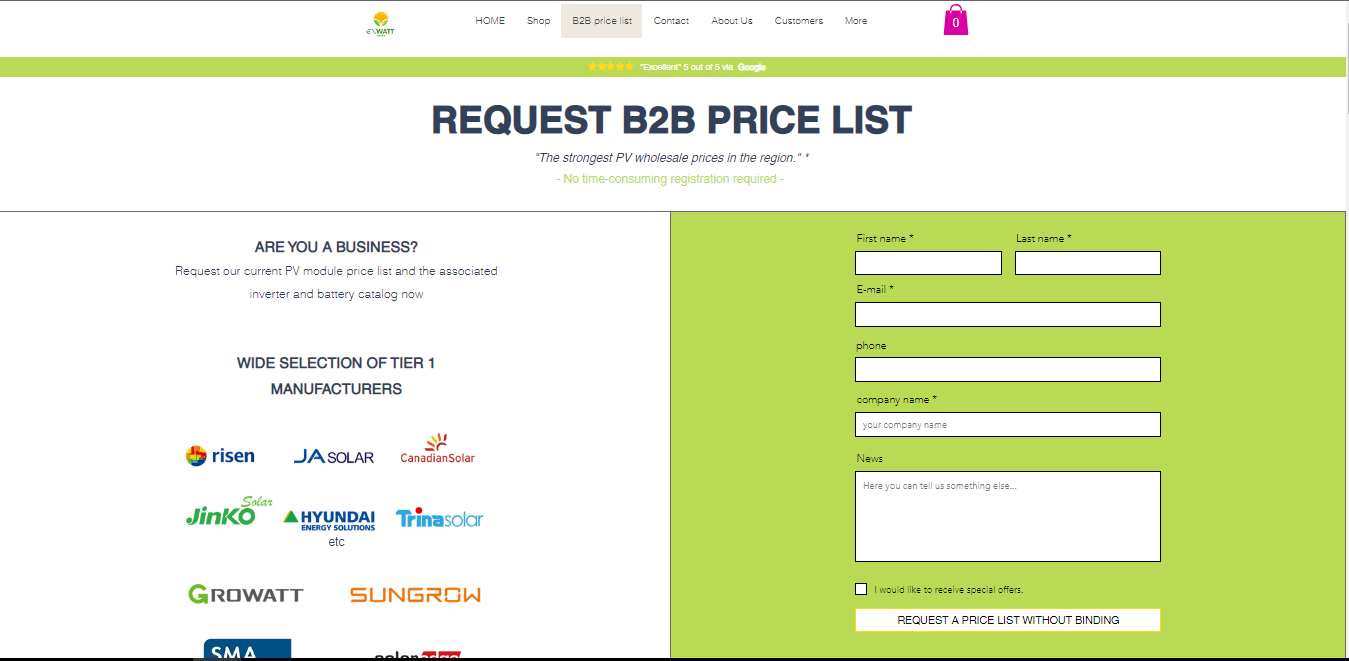 HOME Shop B2B price list Contact About Us Customers More
0
"Excellent" 5 out of 5 via Google
REQUEST B2B PRICE LIST
"The strongest PV wholesale prices in the region." *
- No time-consuming registration required -
ARE YOU A BUSINESS?
Request our current PV module price list and the associated
inverter and battery catalog now
WIDE SELECTION OF TIER 1
MANUFACTURERS
risen JA SOLAR CanadianSolar
JinKO Solar HYUNDAI ENERGY SOLUTIONS Trinasolar
etc
GROWATT SUNGROW
SMA solaredge
First name * Last name *
E-mail *
phone
company name *
your company name
News
Here you can tell us something else...
I would like to receive special offers.
REQUEST A PRICE LIST WITHOUT BINDING